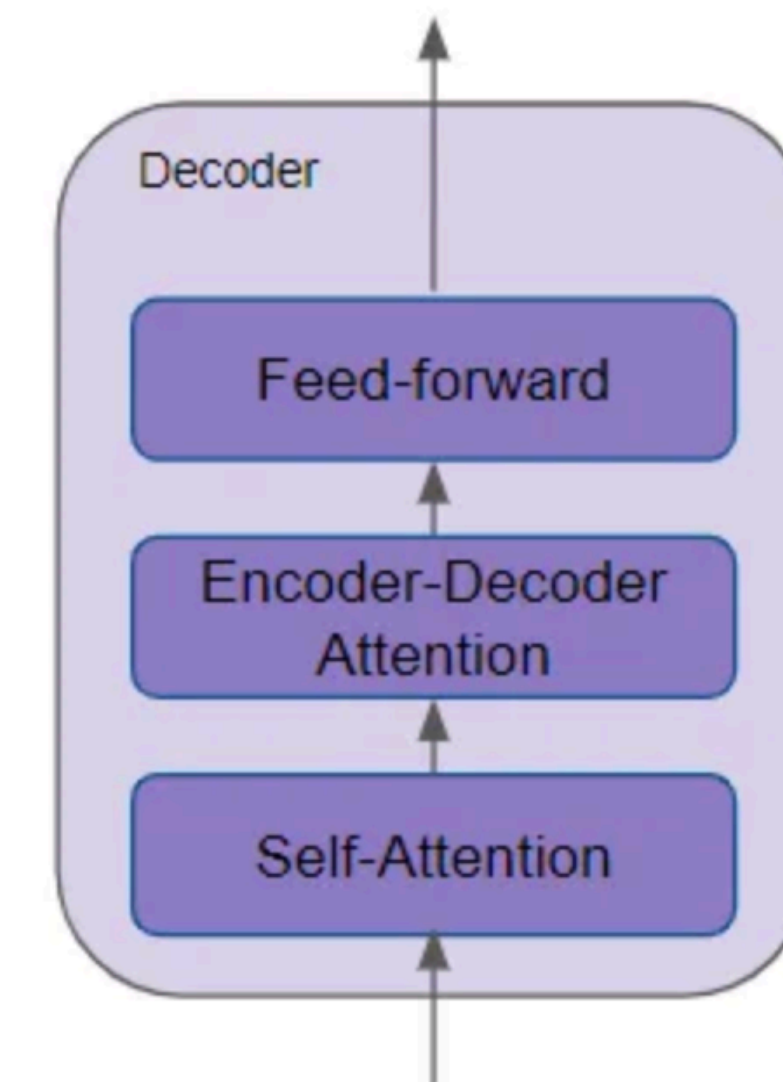 Decoder
Feed-forward
Encoder-Decoder
Attention
Self-Attention